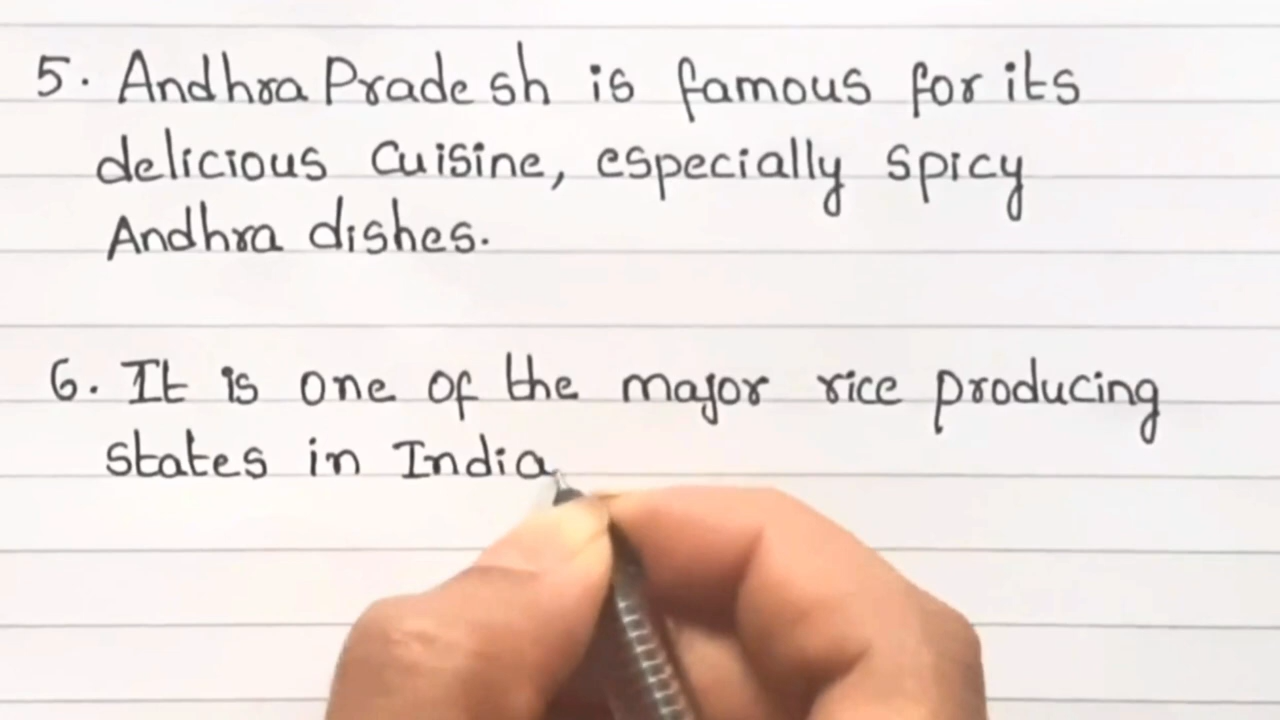 5. Andhra Pradesh is famous for its
delicious cuisine, especially spicy
Andhra dishes.
6. It is one of the major rice producing
states in India